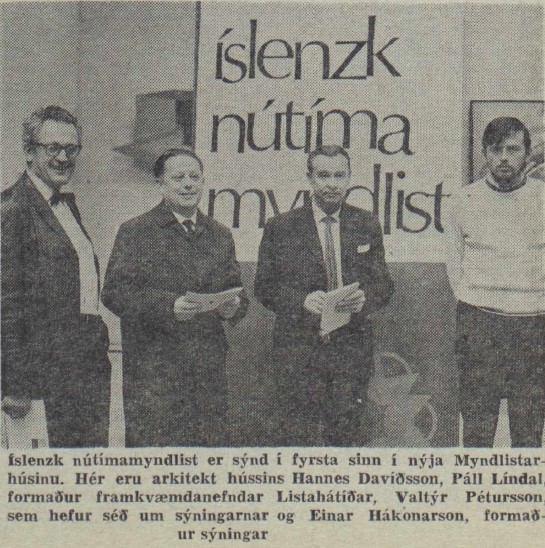 íslenzk
nútíma
myndlist
íslenzk nútímamyndlist er sýnd í fyrsta sinn í nýja Myndlistar-
húsinu. Hér eru arkitekt hússins Hannes Davíðsson, Páll Líndal,
formaður framkvæmdanefndar Listahátíðar, Valtýr Pétursson,
sem hefur séð um sýningarnar og Einar Hákonarson, formað-
ur sýningar